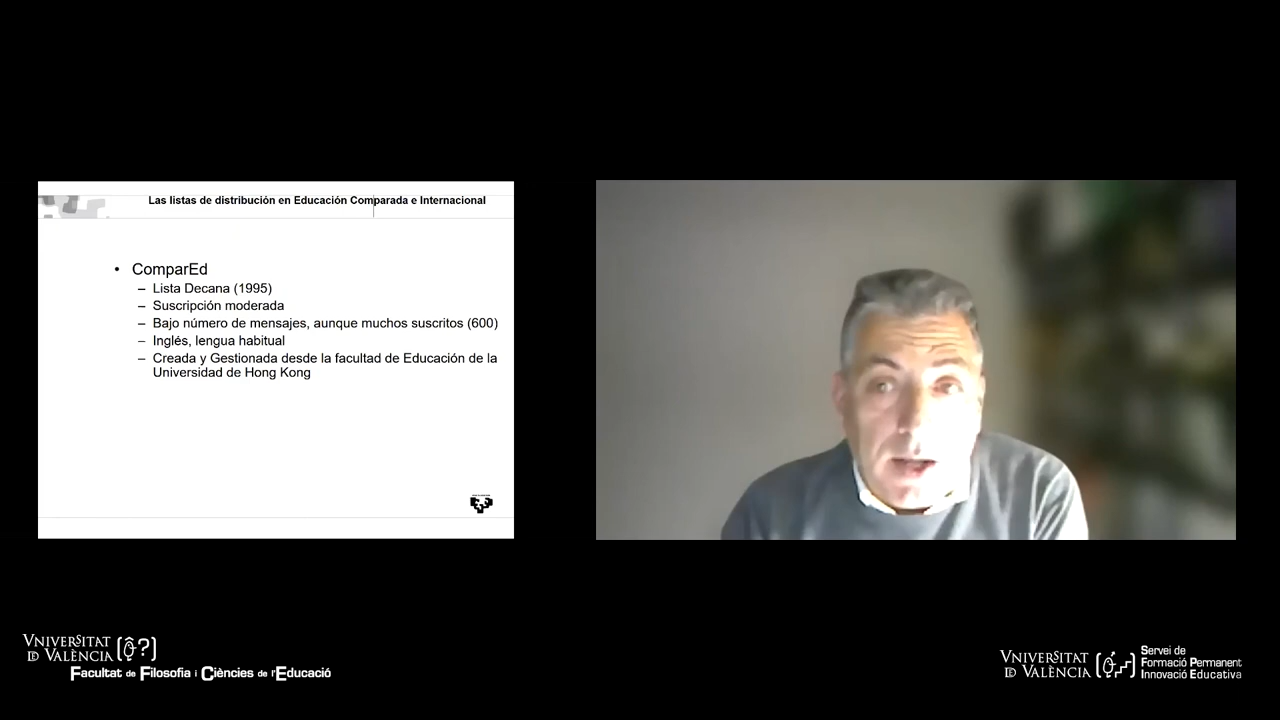 Las listas de distribución en Educación Comparada e Internacional
• ComparEd
– Lista Decana (1995)
– Suscripción moderada
– Bajo número de mensajes, aunque muchos suscritos (600)
– Inglés, lengua habitual
– Creada y Gestionada desde la facultad de Educación de la
Universidad de Hong Kong
VNIVERSITAT
ID VALÈNCIA
Facultat de Filosofia i Ciències de l'Educació
VNIVERSITAT
ID VALÈNCIA
Servei de
Formació Permanent
Innovació Educativa